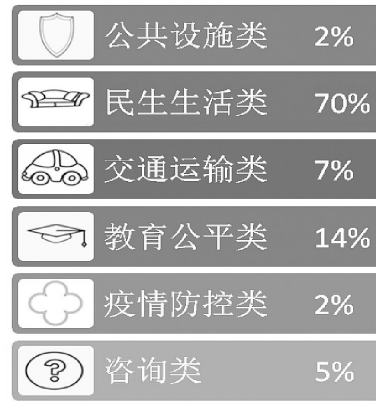 公共设施类 2%
民生生活类 70%
交通运输类 7%
教育公平类 14%
疫情防控类 2%
咨询类 5%